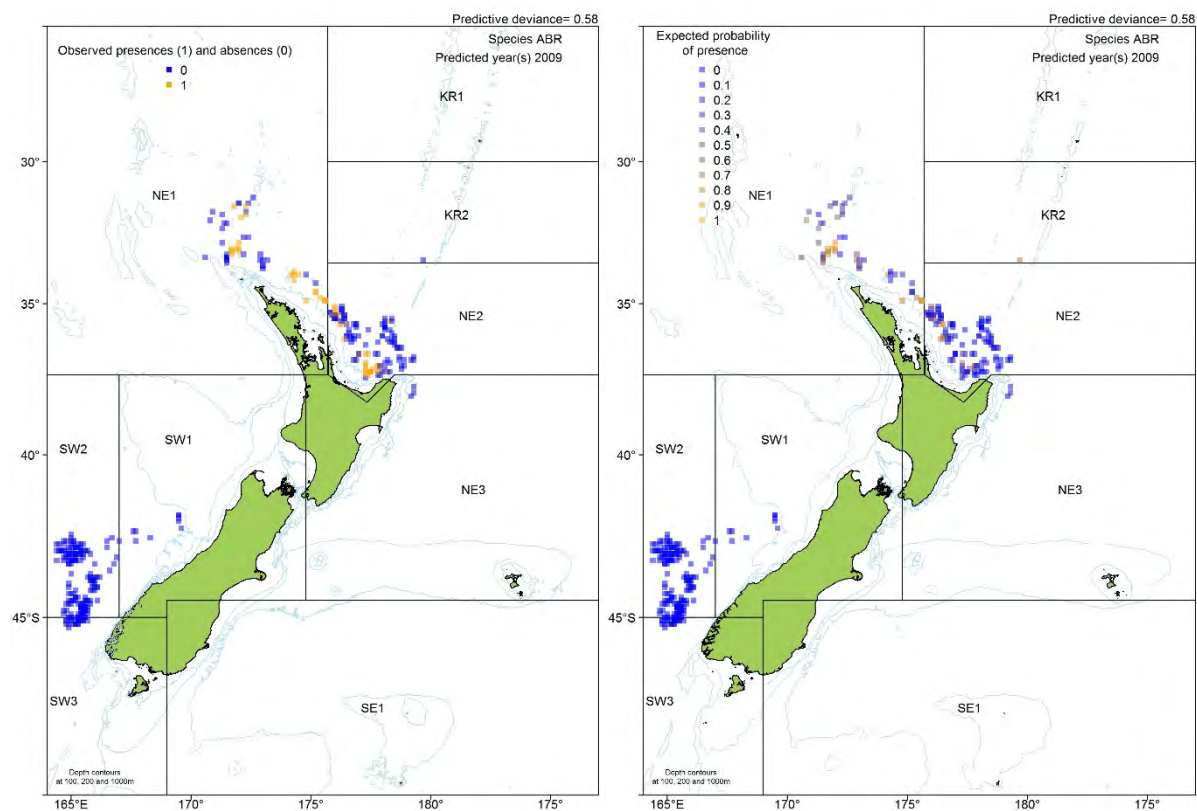 Predictive deviance= 0.58
Observed presences (1) and absences (0)
0
1
Species ABR
Predicted year(s) 2009
KR1
30°
NE1
KR2
35°
NE2
SW2
SW1
40°
NE3
45°S
SW3
SE1
Depth contours
at 100, 200 and 1000m
165°E
170°
175°
180°
175°
Predictive deviance= 0.58
Expected probability
of presence
0
0.1
0.2
0.3
0.4
0.5
0.6
0.7
0.8
0.9
1
Species ABR
Predicted year(s) 2009
KR1
30°
NE1
KR2
35°
NE2
SW2
SW1
40°
NE3
45°S
SW3
SE1
Depth contours
at 100, 200 and 1000m
165°E
170°
175°
180°
175°